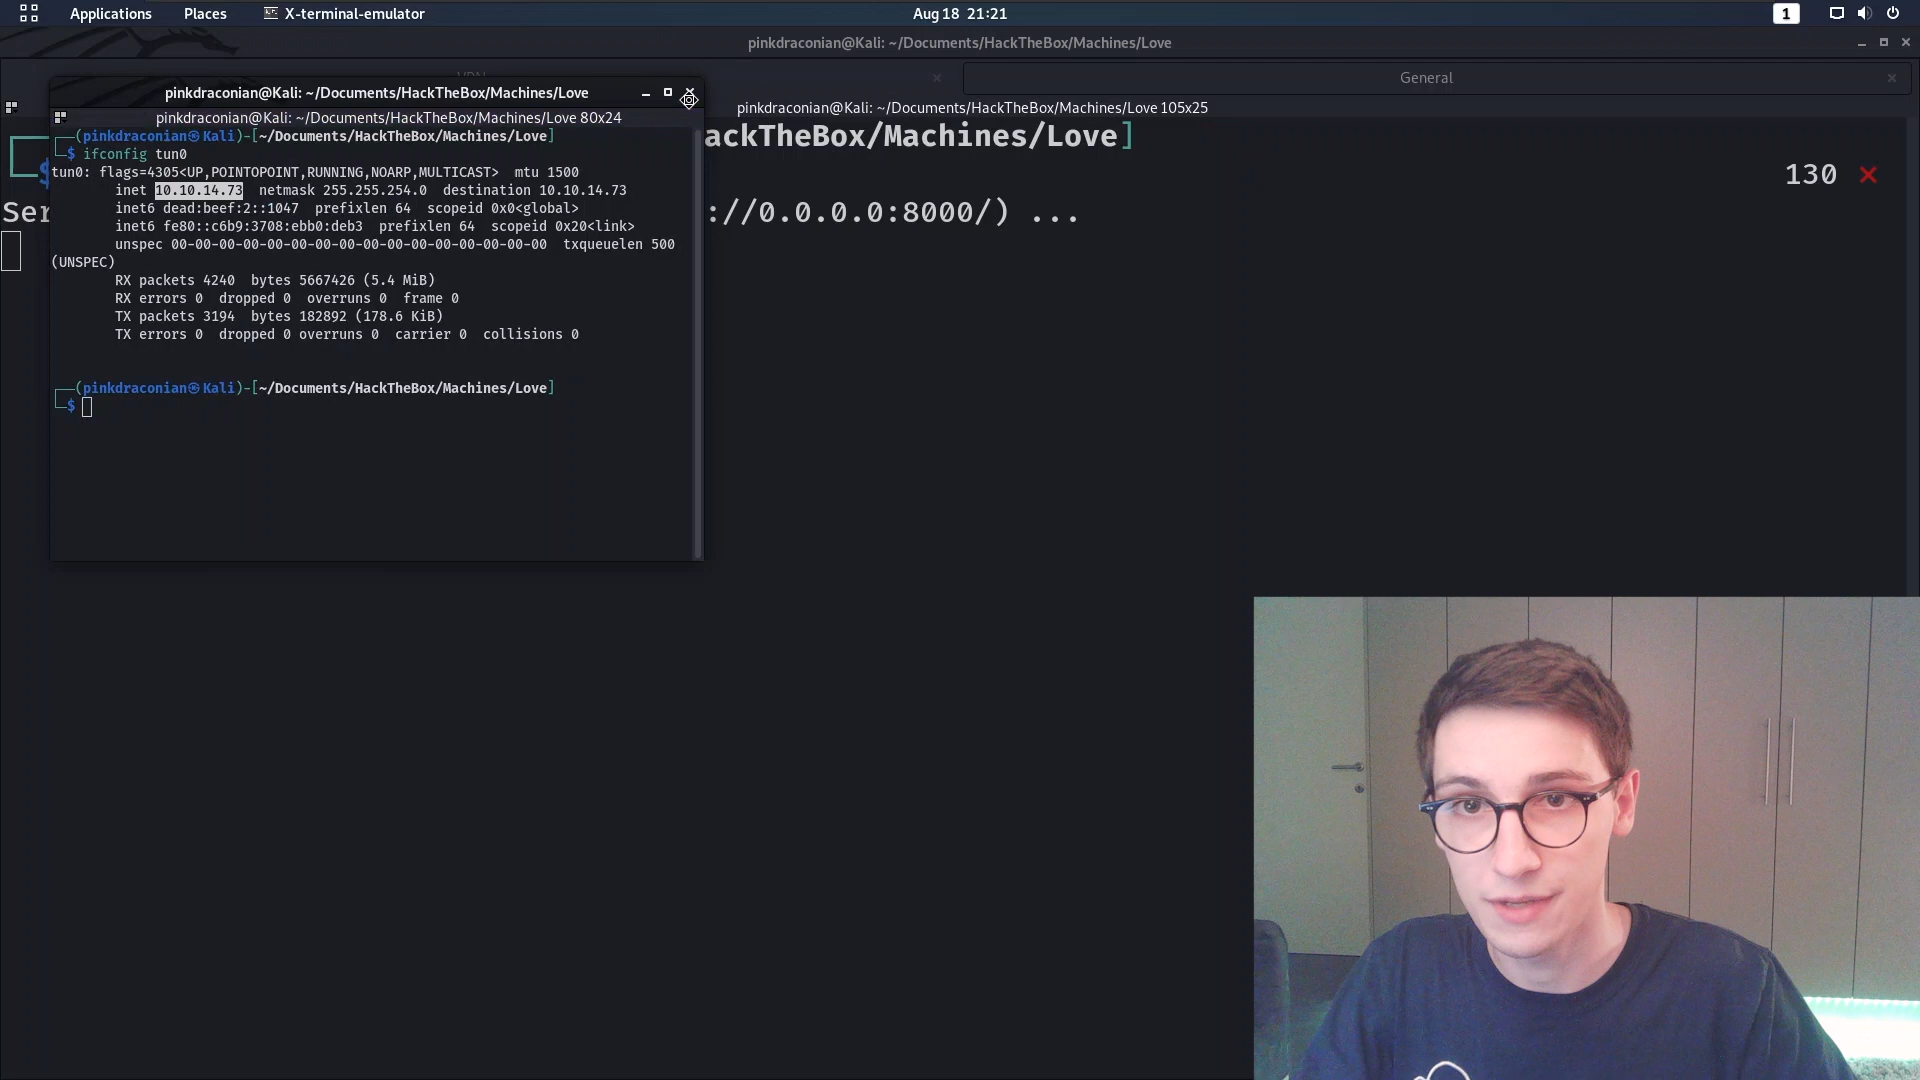 Applications Places X-terminal-emulator Aug 18 21:21 1
pinkdraconian@Kali: ~/Documents/HackTheBox/Machines/Love
General
pinkdraconian@Kali: ~/Documents/HackTheBox/Machines/Love 105x25
ackTheBox/Machines/Love]
130 ✕
Ser
://0.0.0.0:8000/) ...
pinkdraconian@Kali: ~/Documents/HackTheBox/Machines/Love
pinkdraconian@Kali: ~/Documents/HackTheBox/Machines/Love 80x24
┌──(pinkdraconian㉿Kali)-[~/Documents/HackTheBox/Machines/Love]
└─$ ifconfig tun0
tun0: flags=4305<UP,POINTOPOINT,RUNNING,NOARP,MULTICAST>  mtu 1500
inet 10.10.14.73  netmask 255.255.254.0  destination 10.10.14.73
inet6 dead:beef:2::1047  prefixlen 64  scopeid 0x0<global>
inet6 fe80::c6b9:3708:ebb0:deb3  prefixlen 64  scopeid 0x20<link>
unspec 00-00-00-00-00-00-00-00-00-00-00-00-00-00-00-00  txqueuelen 500
(UNSPEC)
RX packets 4240  bytes 5667426 (5.4 MiB)
RX errors 0  dropped 0  overruns 0  frame 0
TX packets 3194  bytes 182892 (178.6 KiB)
TX errors 0  dropped 0 overruns 0  carrier 0  collisions 0
┌──(pinkdraconian㉿Kali)-[~/Documents/HackTheBox/Machines/Love]
└─$